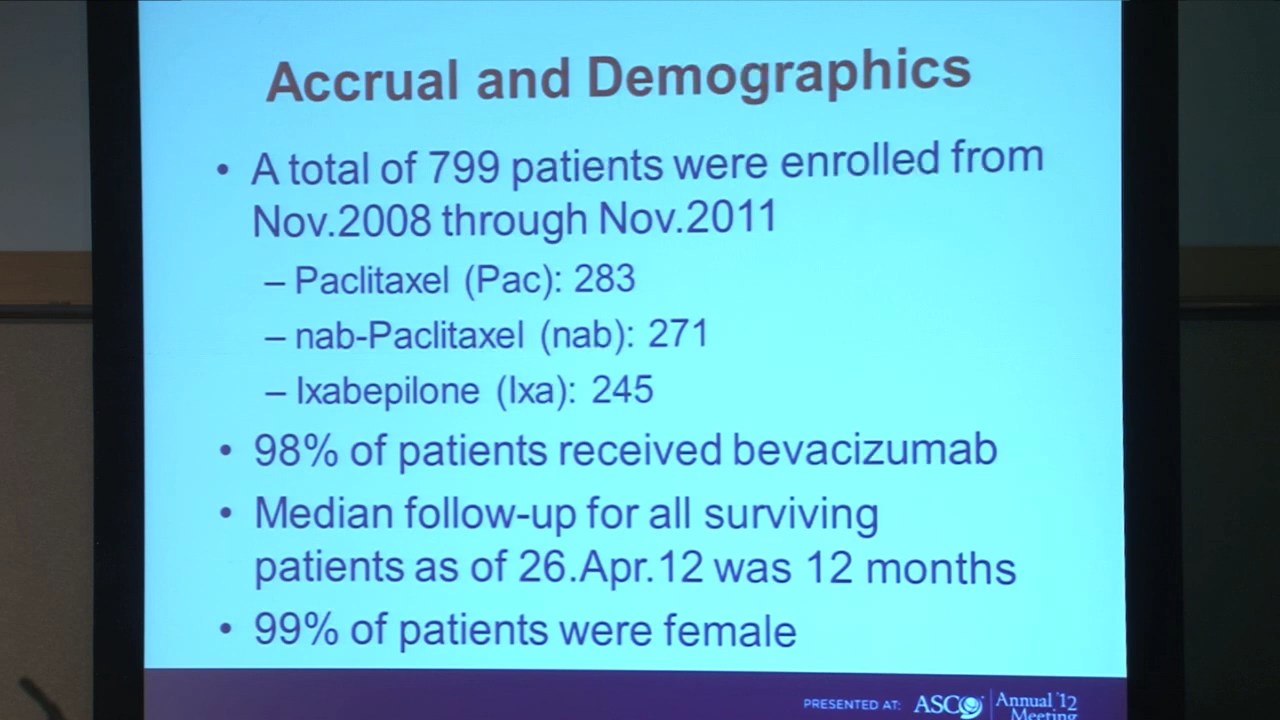 Accrual and Demographics
• A total of 799 patients were enrolled from
Nov.2008 through Nov.2011
– Paclitaxel (Pac): 283
– nab-Paclitaxel (nab): 271
– Ixabepilone (Ixa): 245
• 98% of patients received bevacizumab
• Median follow-up for all surviving
patients as of 26.Apr.12 was 12 months
• 99% of patients were female
PRESENTED AT: ASCO Annual '12
Meeting